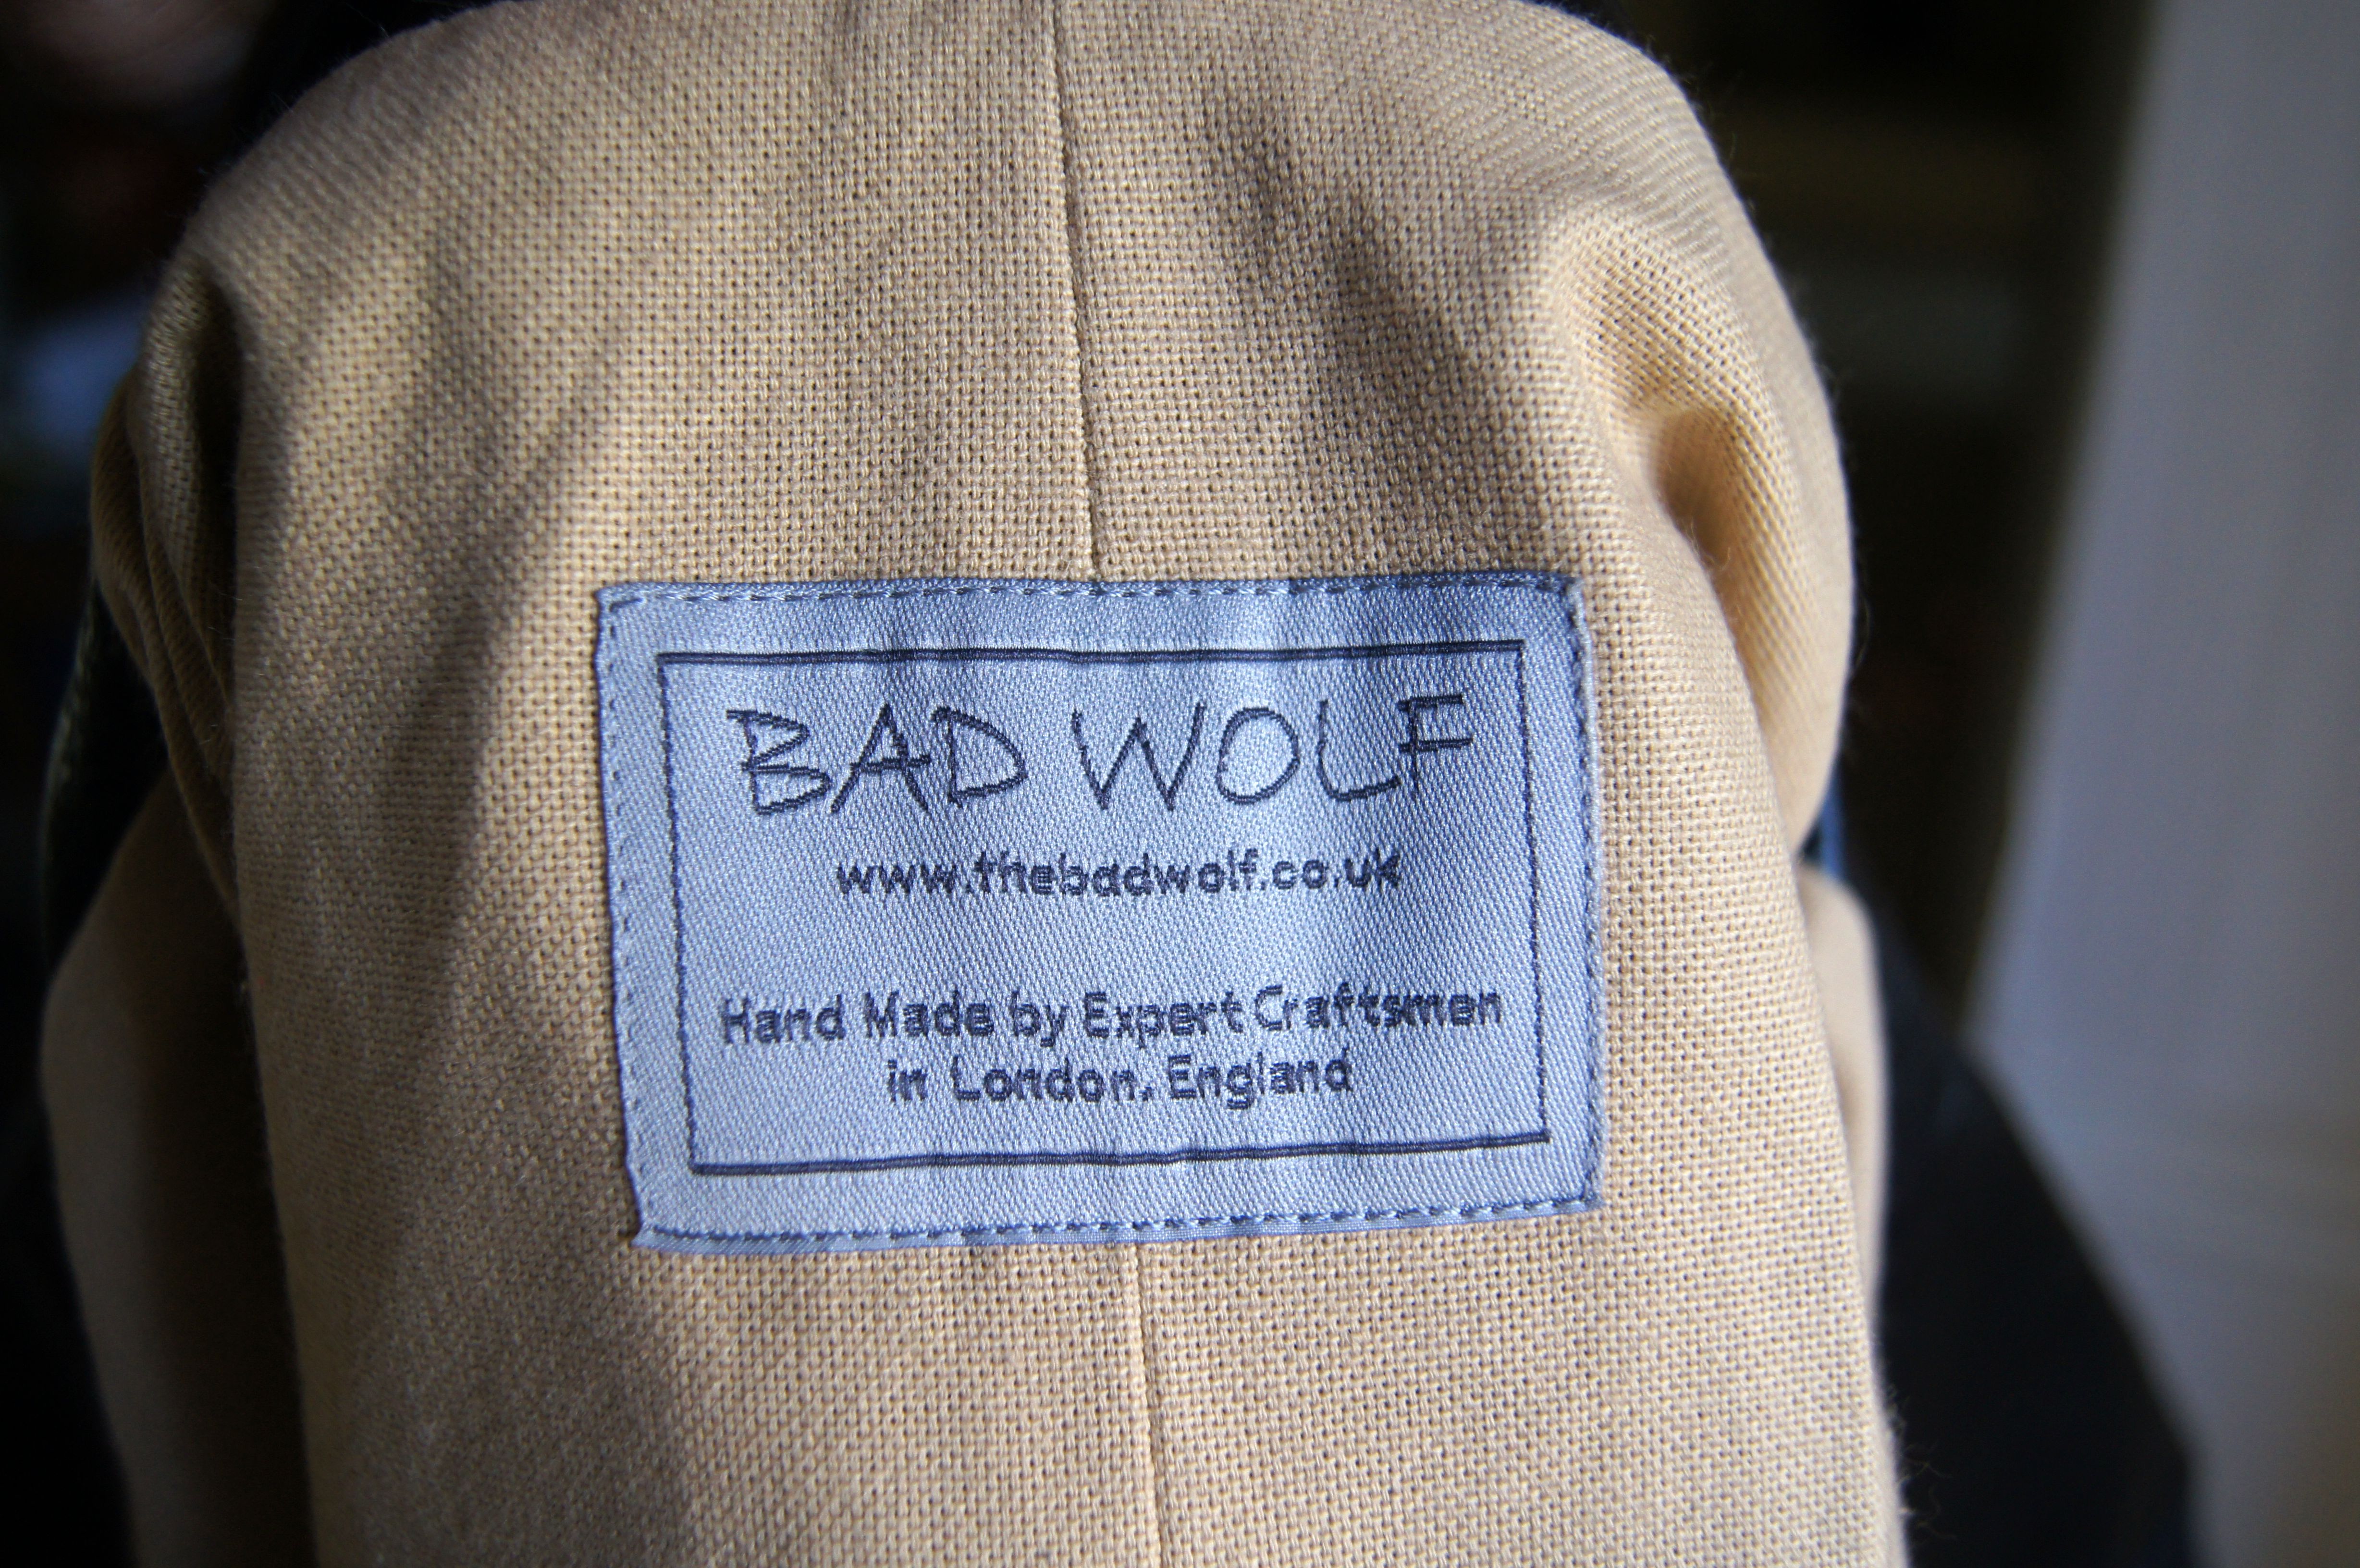 BAD WOLF
www.thebadwolf.co.uk
Hand Made by Expert Craftsmen
in London, England